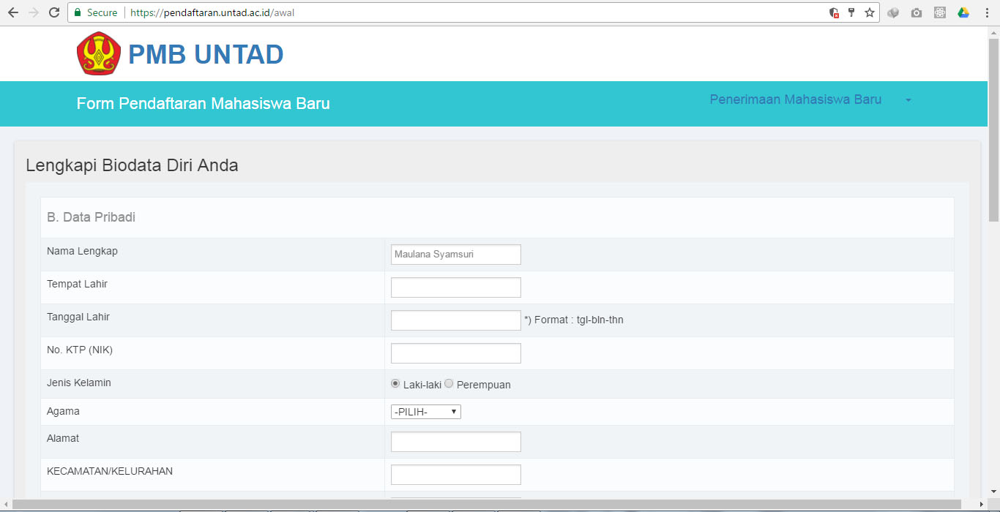 Secure https://pendaftaran.untad.ac.id/awal
PMB UNTAD
Form Pendaftaran Mahasiswa Baru
Penerimaan Mahasiswa Baru
Lengkapi Biodata Diri Anda
B. Data Pribadi
Nama Lengkap Maulana Syamsuri
Tempat Lahir
Tanggal Lahir *) Format : tgl-bln-thn
No. KTP (NIK)
Jenis Kelamin Laki-laki Perempuan
Agama -PILIH-
Alamat
KECAMATAN/KELURAHAN